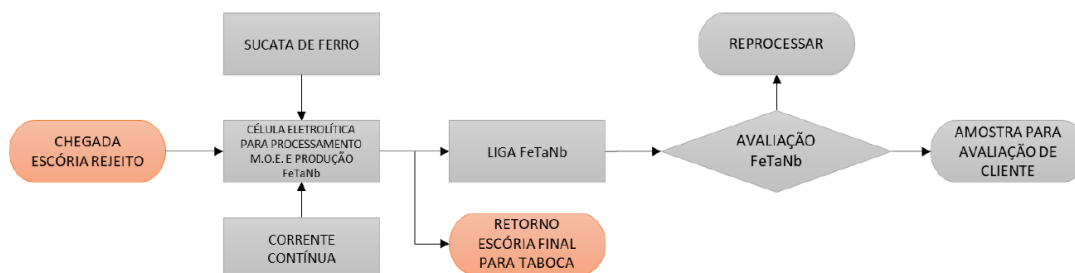 SUCATA DE FERRO
REPROCESSAR
CHEGADA
ESCÓRIA REJEITO
CÉLULA ELETROLÍTICA
PARA PROCESSAMENTO
M.O.E. E PRODUÇÃO
FeTaNb
LIGA FeTaNb
AVALIAÇÃO
FeTaNb
AMOSTRA PARA
AVALIAÇÃO DE
CLIENTE
CORRENTE
CONTÍNUA
RETORNO
ESCÓRIA FINAL
PARA TABOCA